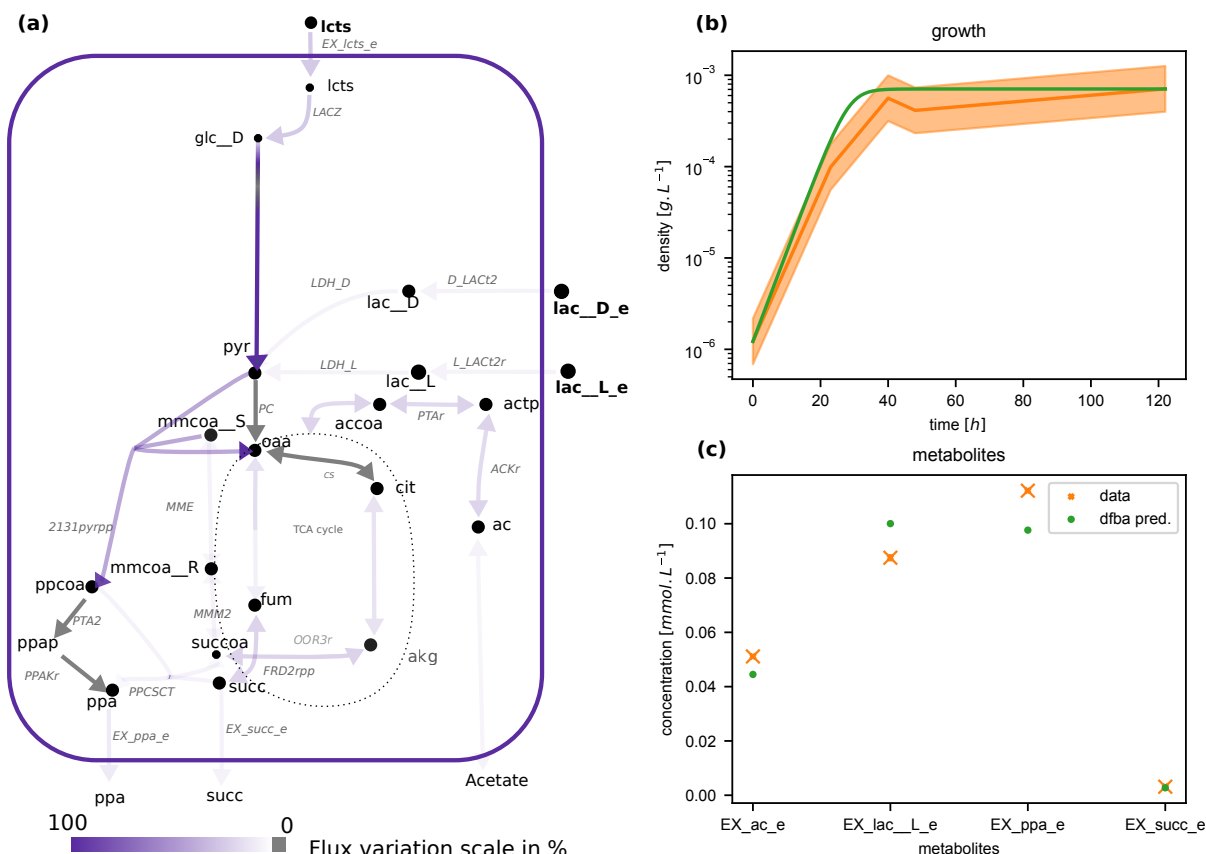 (a)
lcts
EX_lcts_e
lcts
LACZ
glc__D
LDH_D
D_LACt2
lac__D
lac__D_e
pyr
LDH_L
L_LACt2r
lac__L
lac__L_e
PC
mmcoa__S
accoa
PTAr
actp
oaa
cs
cit
ACKr
MME
TCA cycle
2131pyrpp
ac
mmcoa__R
ppcoa
fum
PTA2
MMM2
ppap
succoa
OOR3r
akg
PPAKr
FRD2rpp
PPCSCT
succ
ppa
EX_ppa_e
EX_succ_e
Acetate
ppa
succ
100
0
Flux variation scale in %
(b)
growth
density [g.L⁻¹]
10⁻³
10⁻⁴
10⁻⁵
10⁻⁶
0 20 40 60 80 100 120
time [h]
(c)
metabolites
concentration [mmol.L⁻¹]
data
dfba pred.
0.10
0.08
0.06
0.04
0.02
0.00
EX_ac_e EX_lac__L_e EX_ppa_e EX_succ_e
metabolites